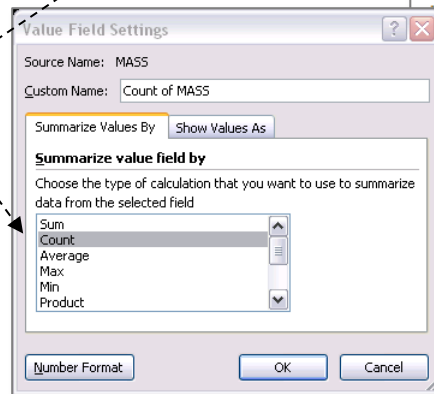 Value Field Settings
Source Name: MASS
Custom Name: Count of MASS
Summarize Values By Show Values As
Summarize value field by
Choose the type of calculation that you want to use to summarize
data from the selected field
Sum
Count
Average
Max
Min
Product
Number Format OK Cancel